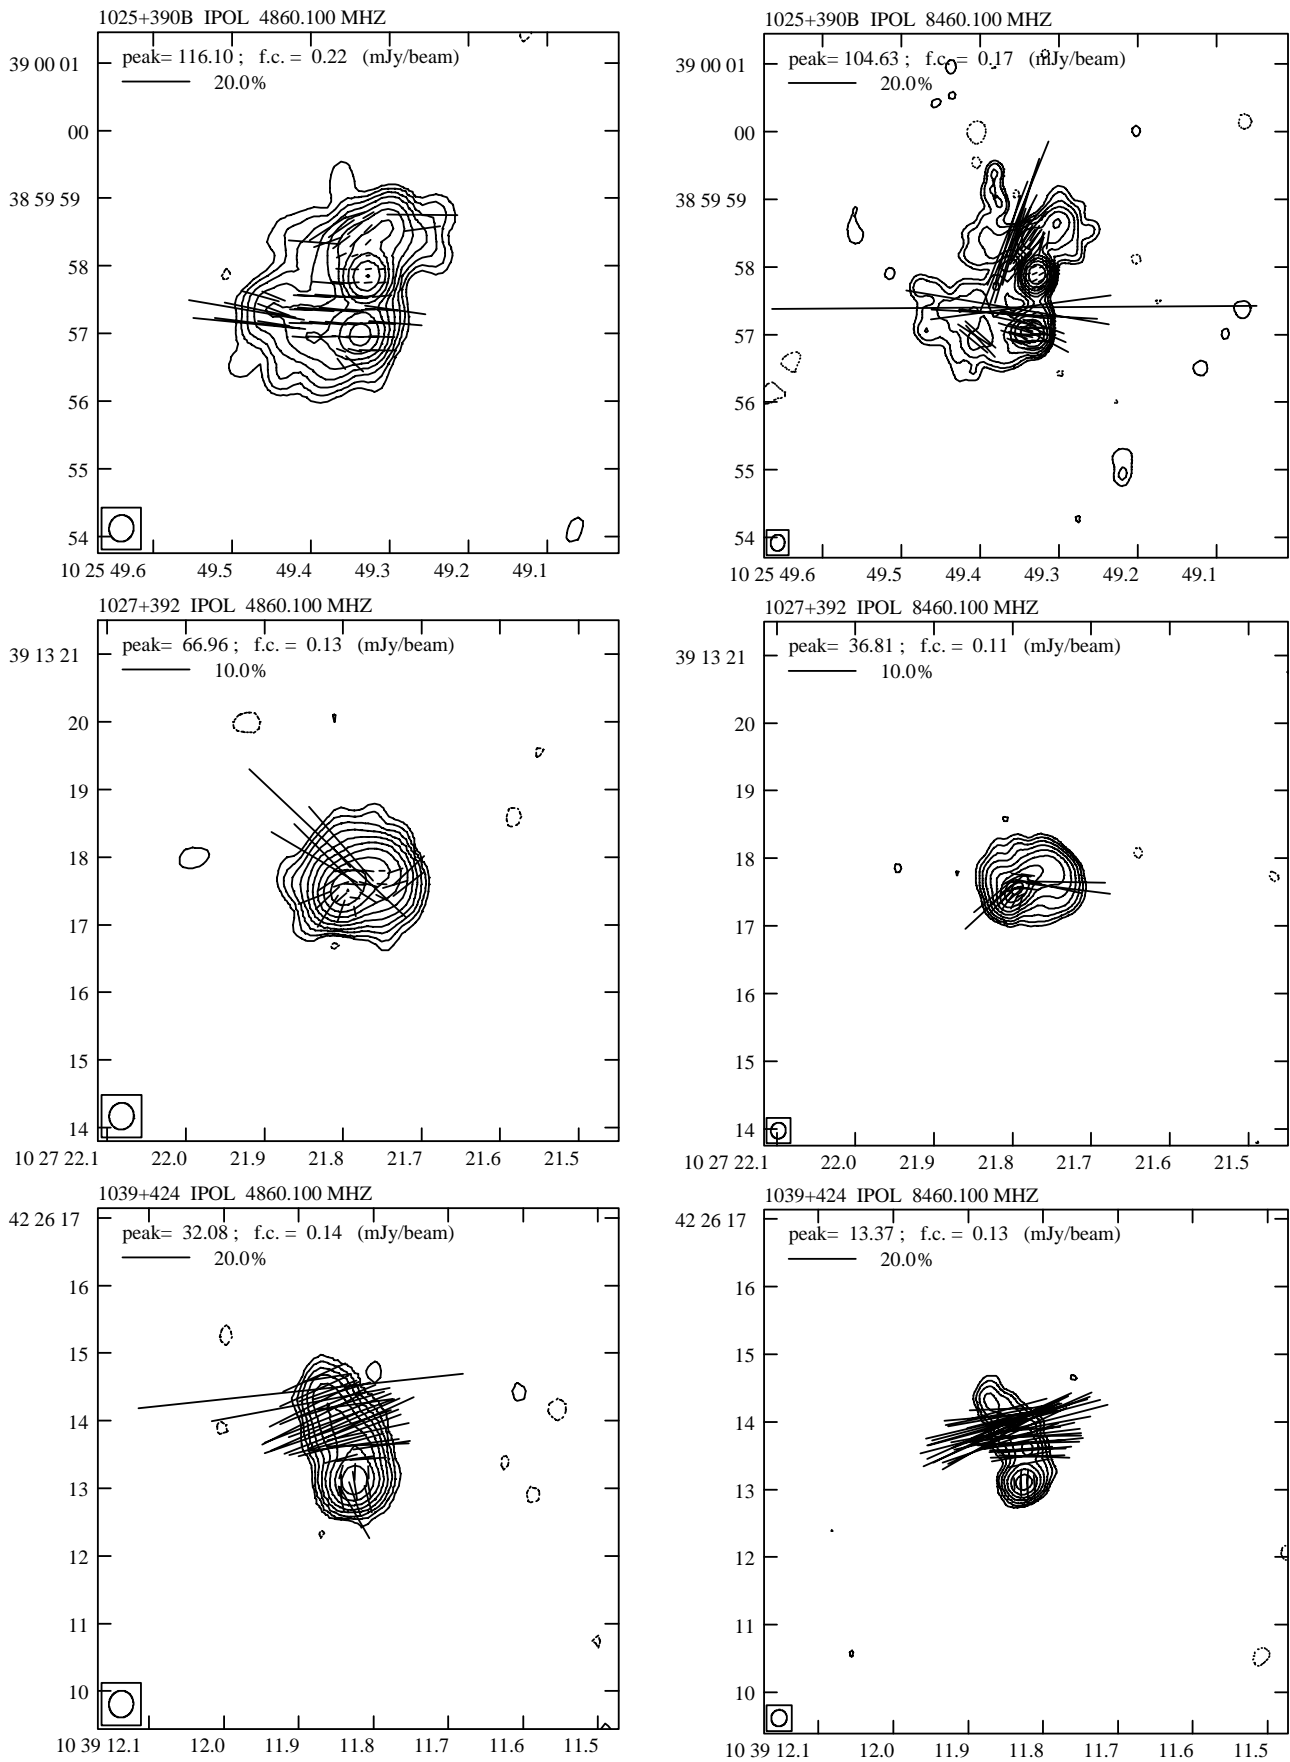 1025+390B IPOL 4860.100 MHZ
peak= 116.10 ; f.c. = 0.22 (mJy/beam)
20.0%
39 00 01
00
38 59 59
58
57
56
55
54
10 25 49.6 49.5 49.4 49.3 49.2 49.1
1025+390B IPOL 8460.100 MHZ
peak= 104.63 ; f.c. = 0.17 (mJy/beam)
20.0%
39 00 01
00
38 59 59
58
57
56
55
54
10 25 49.6 49.5 49.4 49.3 49.2 49.1
1027+392 IPOL 4860.100 MHZ
peak= 66.96 ; f.c. = 0.13 (mJy/beam)
10.0%
39 13 21
20
19
18
17
16
15
14
10 27 22.1 22.0 21.9 21.8 21.7 21.6 21.5
1027+392 IPOL 8460.100 MHZ
peak= 36.81 ; f.c. = 0.11 (mJy/beam)
10.0%
39 13 21
20
19
18
17
16
15
14
10 27 22.1 22.0 21.9 21.8 21.7 21.6 21.5
1039+424 IPOL 4860.100 MHZ
peak= 32.08 ; f.c. = 0.14 (mJy/beam)
20.0%
42 26 17
16
15
14
13
12
11
10
10 39 12.1 12.0 11.9 11.8 11.7 11.6 11.5
1039+424 IPOL 8460.100 MHZ
peak= 13.37 ; f.c. = 0.13 (mJy/beam)
20.0%
42 26 17
16
15
14
13
12
11
10
10 39 12.1 12.0 11.9 11.8 11.7 11.6 11.5